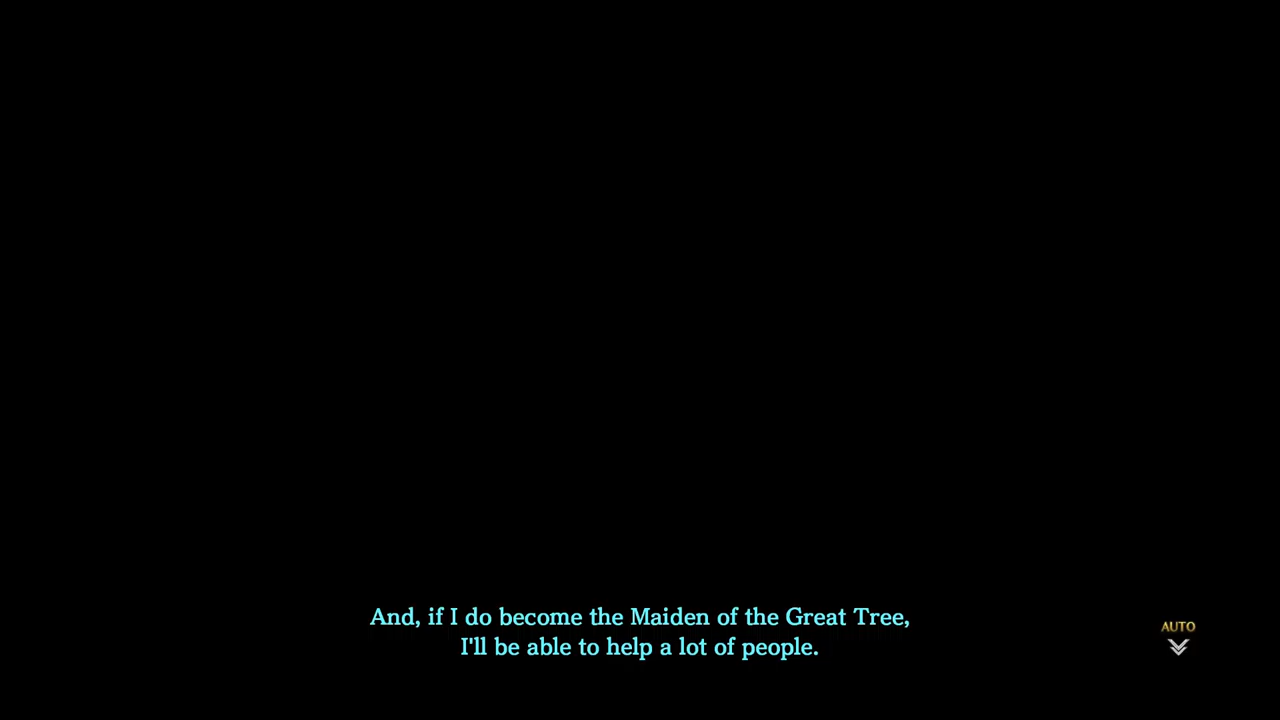 And, if I do become the Maiden of the Great Tree,
I'll be able to help a lot of people.
AUTO